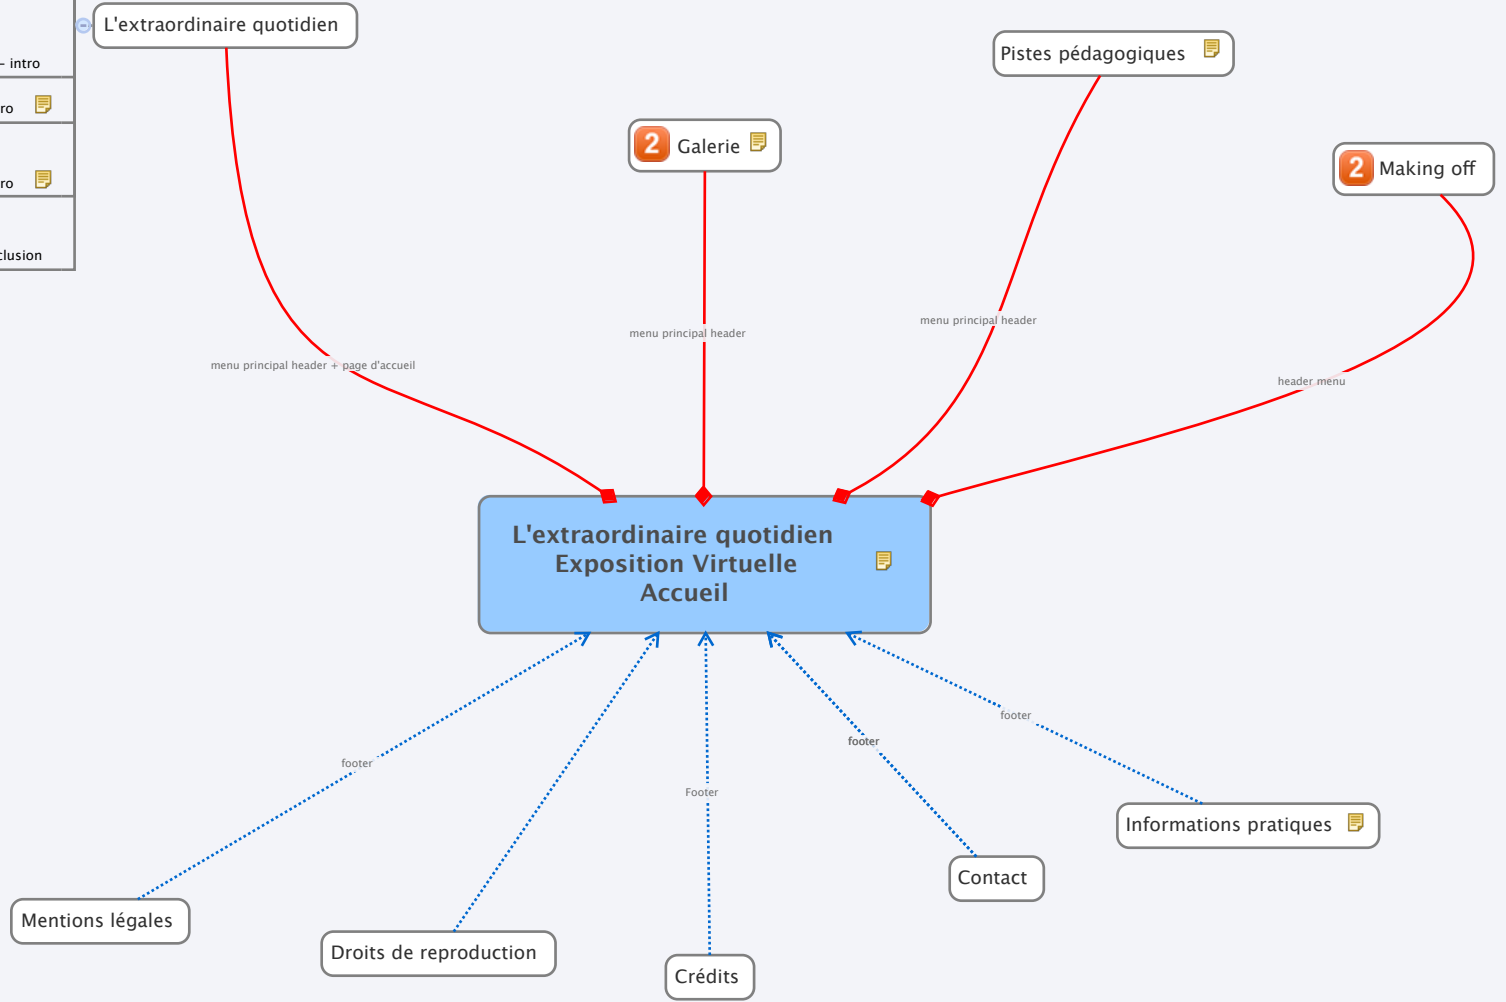 L'extraordinaire quotidien
– intro
ro
ro
clusion
Pistes pédagogiques
2 Galerie
2 Making off
menu principal header + page d'accueil
menu principal header
menu principal header
header menu
L'extraordinaire quotidien
Exposition Virtuelle
Accueil
footer
Footer
footer
footer
Mentions légales
Droits de reproduction
Crédits
Contact
Informations pratiques